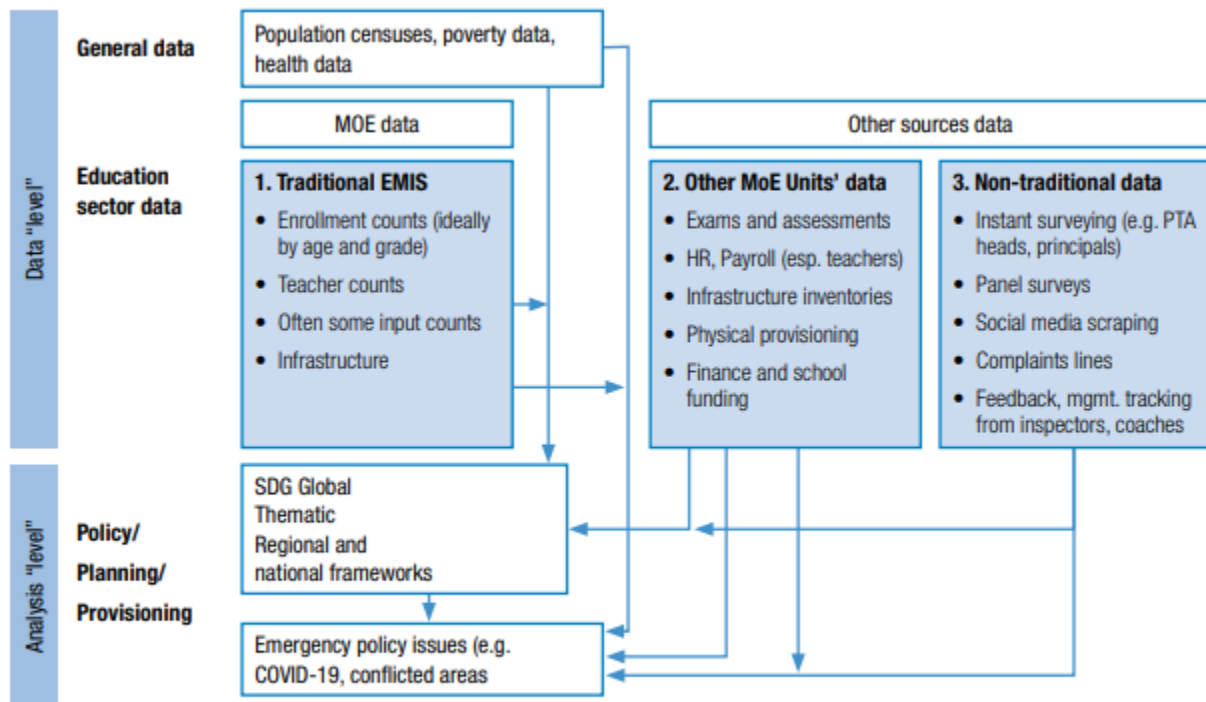 Data "level"
General data
Population censuses, poverty data,
health data
MOE data
Other sources data
Education
sector data
1. Traditional EMIS
• Enrollment counts (ideally
by age and grade)
• Teacher counts
• Often some input counts
• Infrastructure
2. Other MoE Units' data
• Exams and assessments
• HR, Payroll (esp. teachers)
• Infrastructure inventories
• Physical provisioning
• Finance and school
funding
3. Non-traditional data
• Instant surveying (e.g. PTA
heads, principals)
• Panel surveys
• Social media scraping
• Complaints lines
• Feedback, mgmt. tracking
from inspectors, coaches
Analysis "level"
Policy/
Planning/
Provisioning
SDG Global
Thematic
Regional and
national frameworks
Emergency policy issues (e.g.
COVID-19, conflicted areas